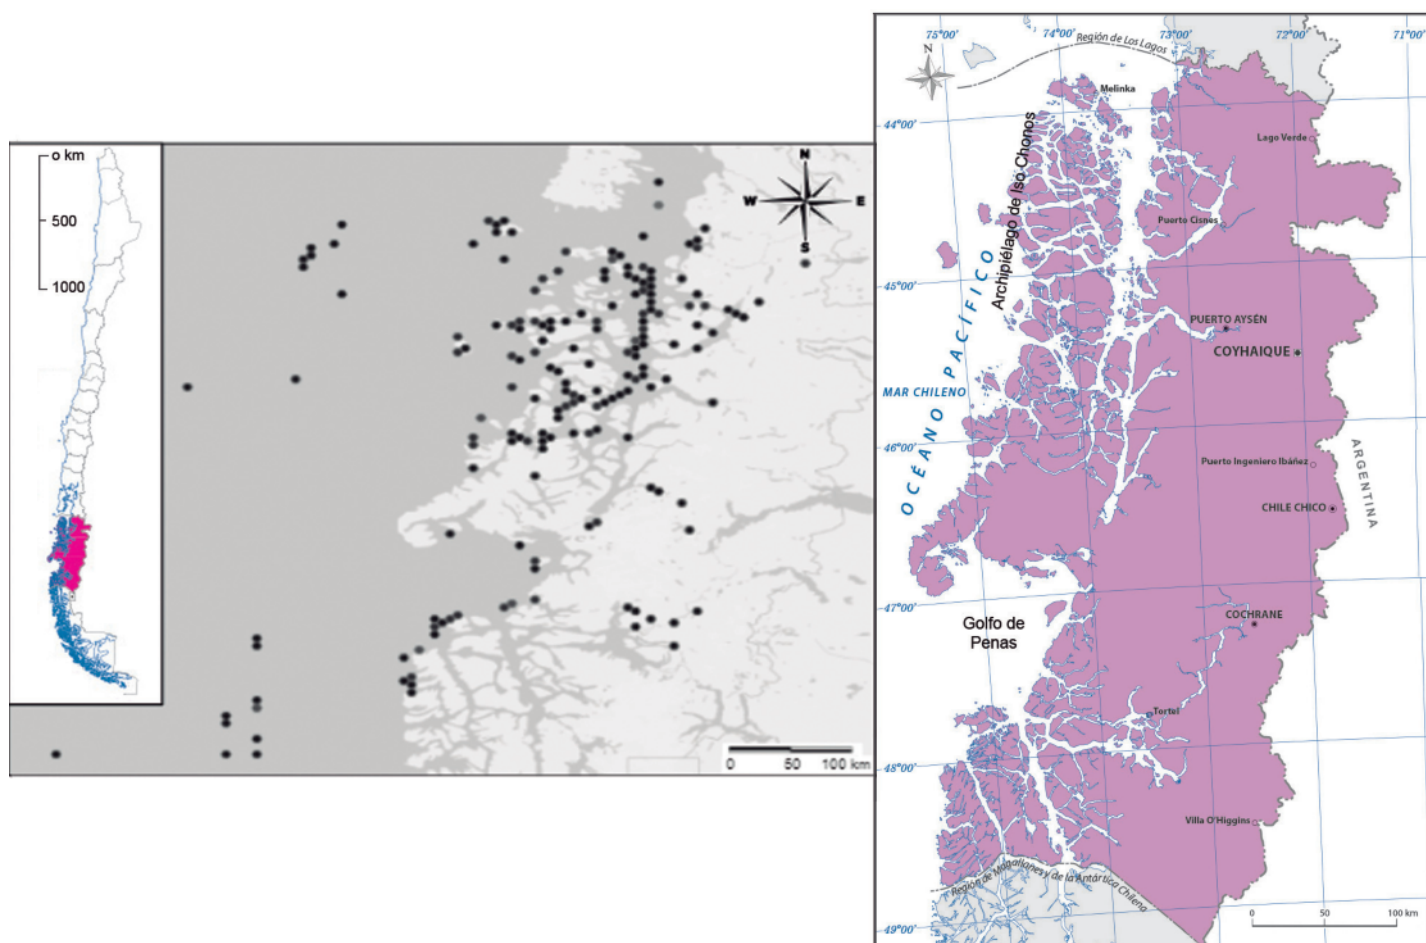 o km
500
1000
N
W
E
S
0
50
100 km
75°00'
74°00'
73°00'
72°00'
71°00'
N
Región de Los Lagos
Melinka
44°00'
Lago Verde
Archipiélago de lso Chonos
Puerto Cisnes
OCÉANO PACÍFICO
45°00'
PUERTO AYSÉN
COYHAIQUE
MAR CHILENO
46°00'
Puerto Ingeniero Ibáñez
ARGENTINA
CHILE CHICO
47°00'
COCHRANE
Golfo de
Penas
Tortel
48°00'
Villa O'Higgins
Región de Magallanes y de la Antártica Chilena
49°00'
0
50
100 km